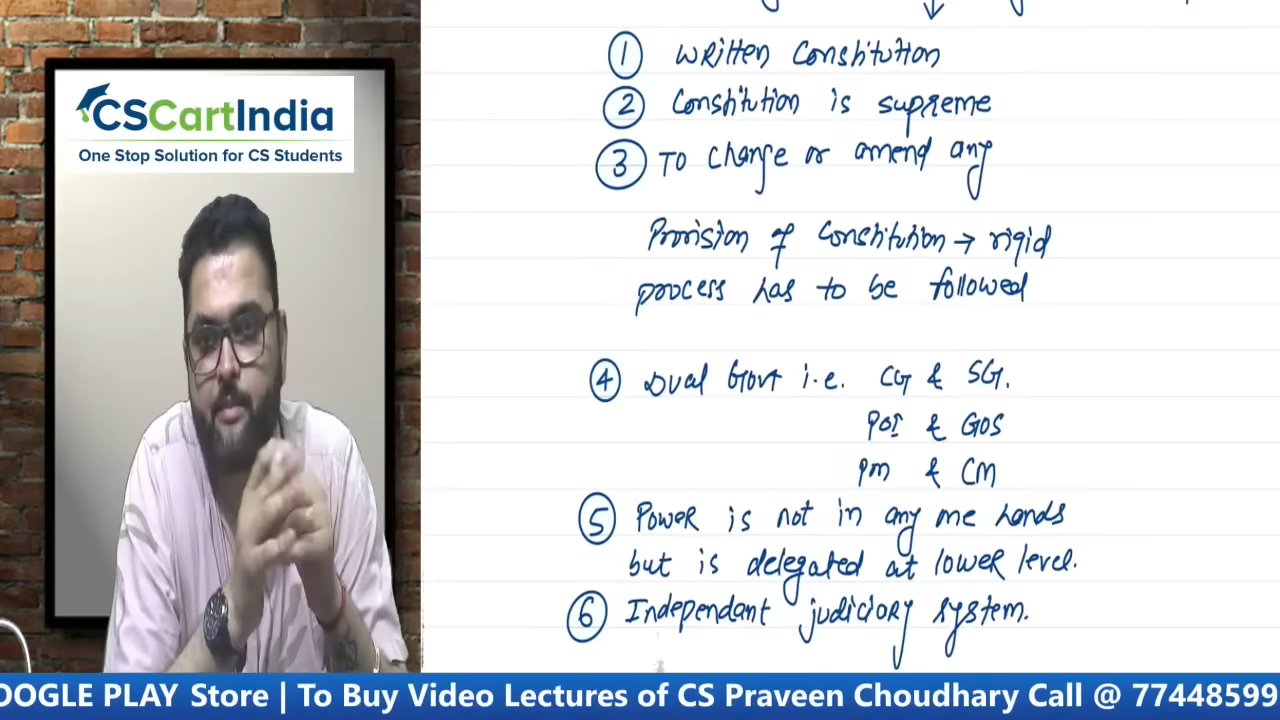 CSCartIndia
One Stop Solution for CS Students
1 Written Constitution
2 Constitution is supreme
3 To change or amend any
Provision of Constitution → rigid
process has to be followed
4 Dual Govt i.e. CG & SG.
POI & GOS
PM & CM
5 Power is not in any one hands
but is delegated at lower level.
6 Independant judiciory system.
OOGLE PLAY Store | To Buy Video Lectures of CS Praveen Choudhary Call @ 77448599